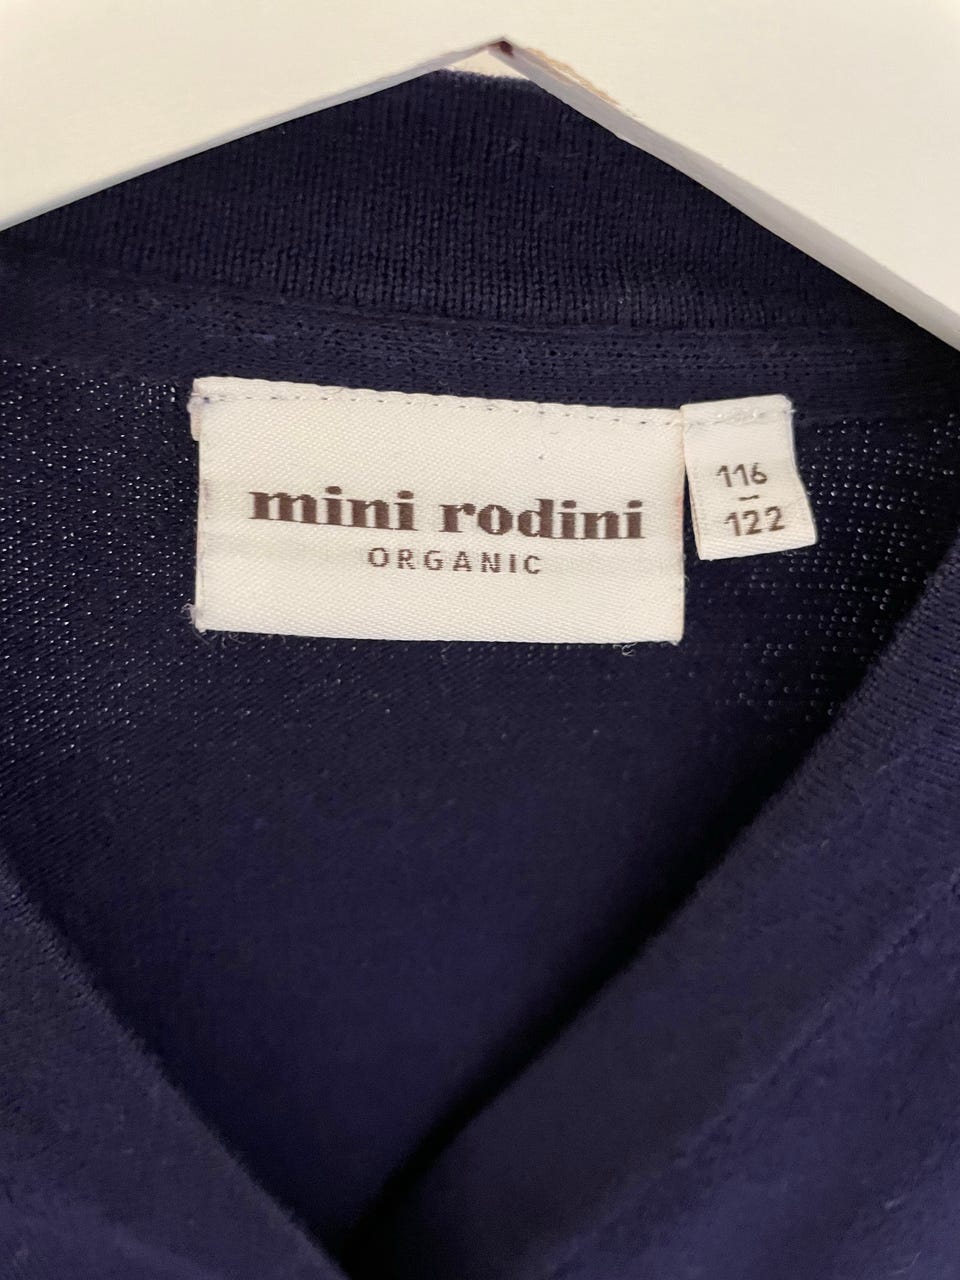 mini rodini
ORGANIC
116
–
122